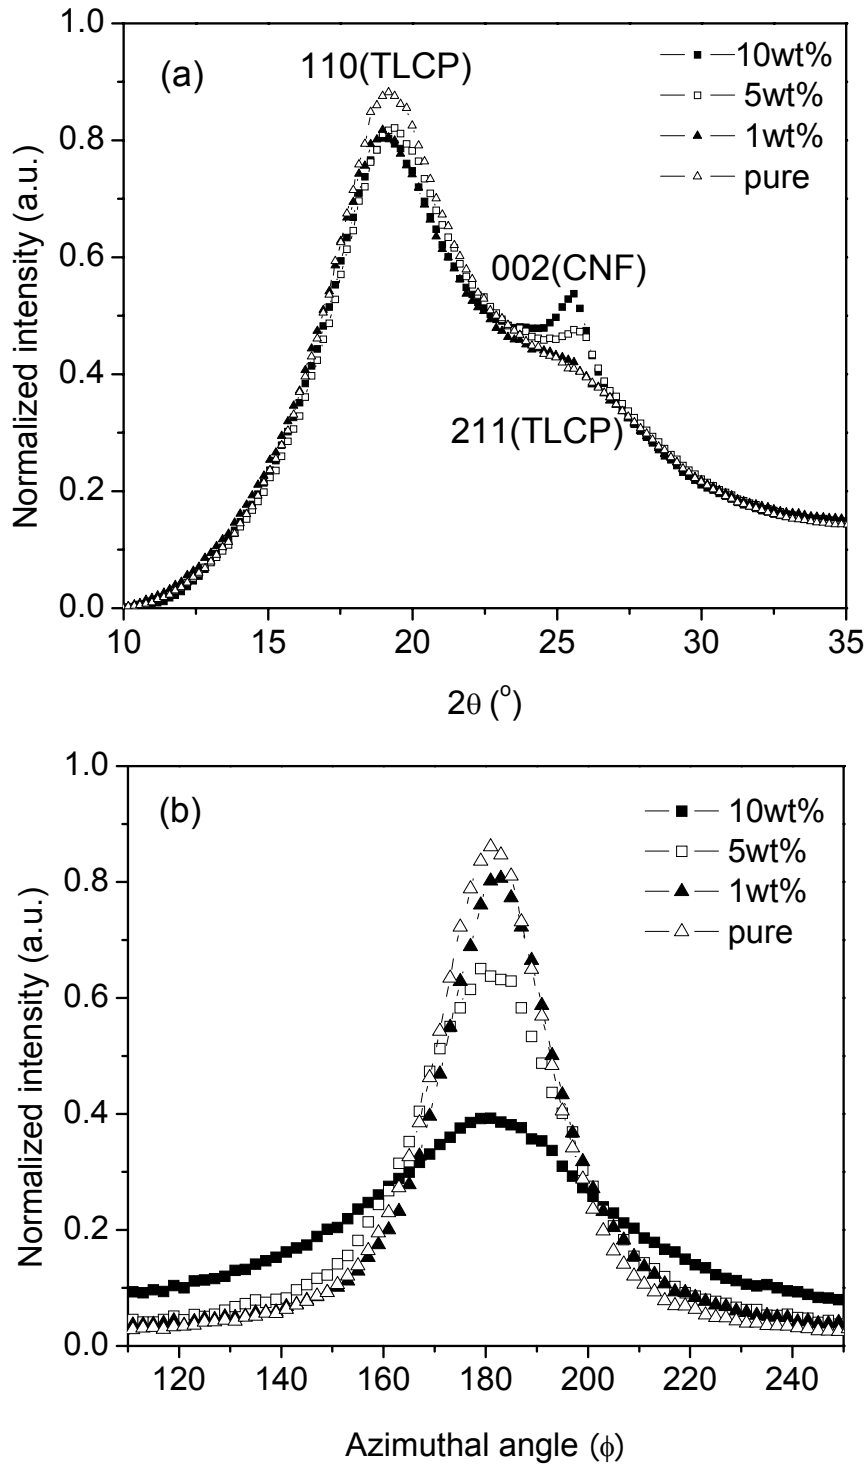 1.0
(a)
110(TLCP)
10wt%
5wt%
1wt%
pure
0.8
0.6
002(CNF)
0.4
211(TLCP)
0.2
0.0
Normalized intensity (a.u.)
10 15 20 25 30 35
2θ (°)
1.0
(b)
10wt%
5wt%
1wt%
pure
0.8
0.6
0.4
0.2
0.0
Normalized intensity (a.u.)
120 140 160 180 200 220 240
Azimuthal angle (ϕ)